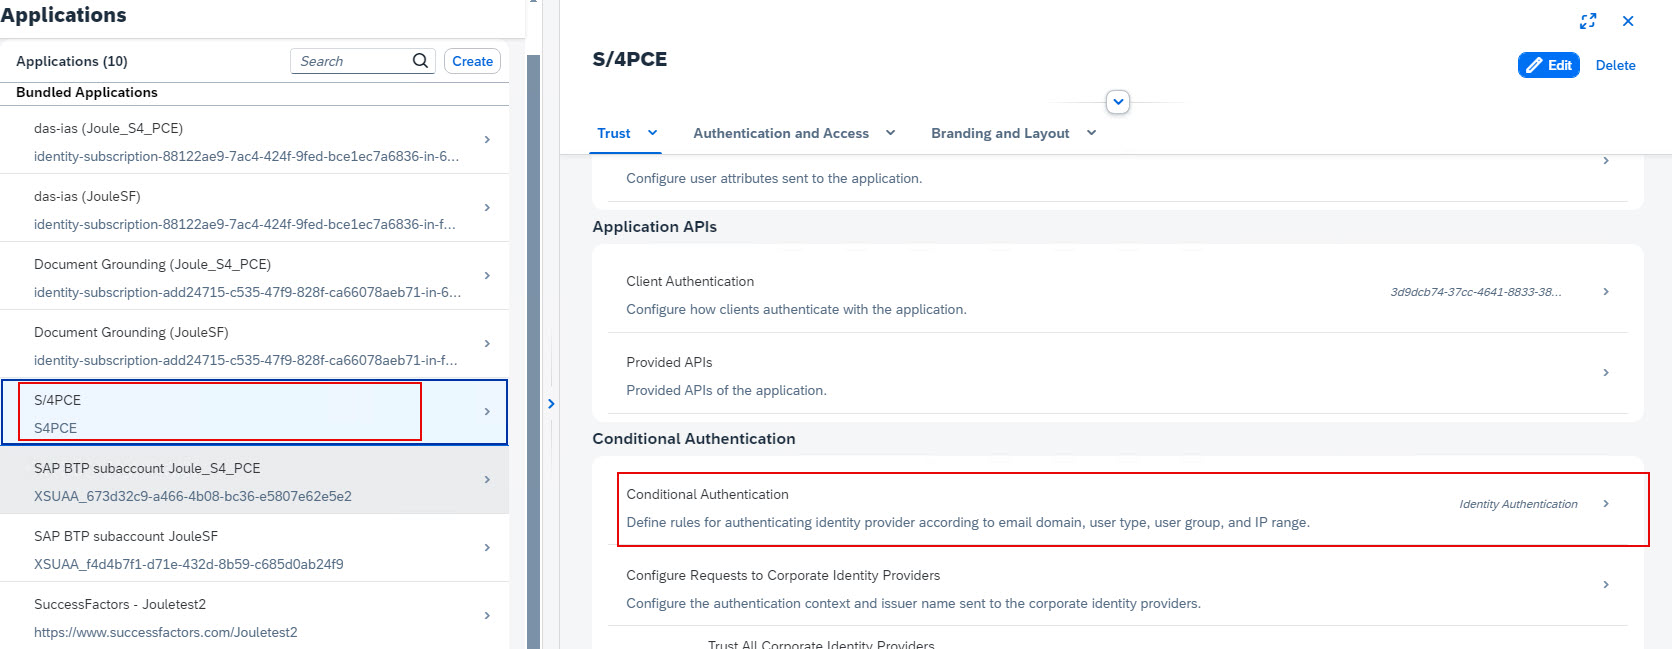 Applications
Applications (10)
Search
Create
Bundled Applications
das-ias (Joule_S4_PCE)
identity-subscription-88122ae9-7ac4-424f-9fed-bce1ec7a6836-in-6...
das-ias (JouleSF)
identity-subscription-88122ae9-7ac4-424f-9fed-bce1ec7a6836-in-f...
Document Grounding (Joule_S4_PCE)
identity-subscription-add24715-c535-47f9-828f-ca66078aeb71-in-6...
Document Grounding (JouleSF)
identity-subscription-add24715-c535-47f9-828f-ca66078aeb71-in-f...
S/4PCE
S4PCE
SAP BTP subaccount Joule_S4_PCE
XSUAA_673d32c9-a466-4b08-bc36-e5807e62e5e2
SAP BTP subaccount JouleSF
XSUAA_f4d4b7f1-d71e-432d-8b59-c685d0ab24f9
SuccessFactors - Jouletest2
https://www.successfactors.com/Jouletest2
S/4PCE
Edit
Delete
Trust
Authentication and Access
Branding and Layout
Configure user attributes sent to the application.
Application APIs
Client Authentication
Configure how clients authenticate with the application.
3d9dcb74-37cc-4641-8833-38...
Provided APIs
Provided APIs of the application.
Conditional Authentication
Conditional Authentication
Define rules for authenticating identity provider according to email domain, user type, user group, and IP range.
Identity Authentication
Configure Requests to Corporate Identity Providers
Configure the authentication context and issuer name sent to the corporate identity providers.
Trust All Corporate Identity Providers